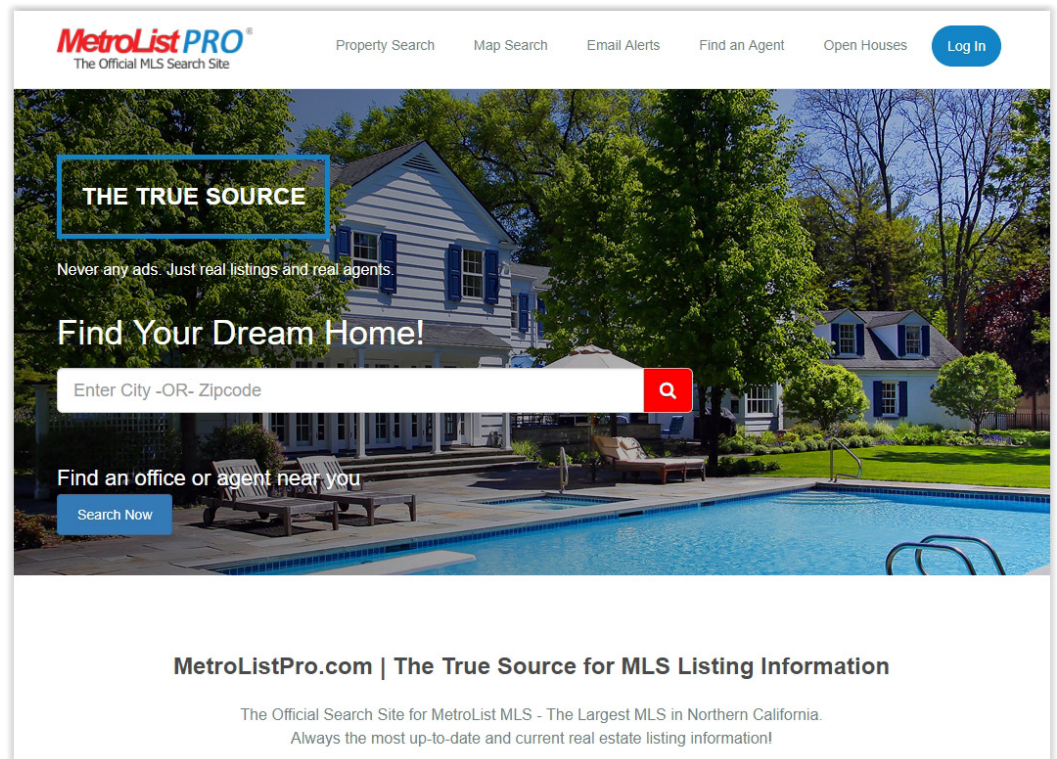 MetroList PRO®
The Official MLS Search Site
Property Search
Map Search
Email Alerts
Find an Agent
Open Houses
Log In
THE TRUE SOURCE
Never any ads. Just real listings and real agents.
Find Your Dream Home!
Enter City -OR- Zipcode
Find an office or agent near you
Search Now
MetroListPro.com | The True Source for MLS Listing Information
The Official Search Site for MetroList MLS - The Largest MLS in Northern California.
Always the most up-to-date and current real estate listing information!